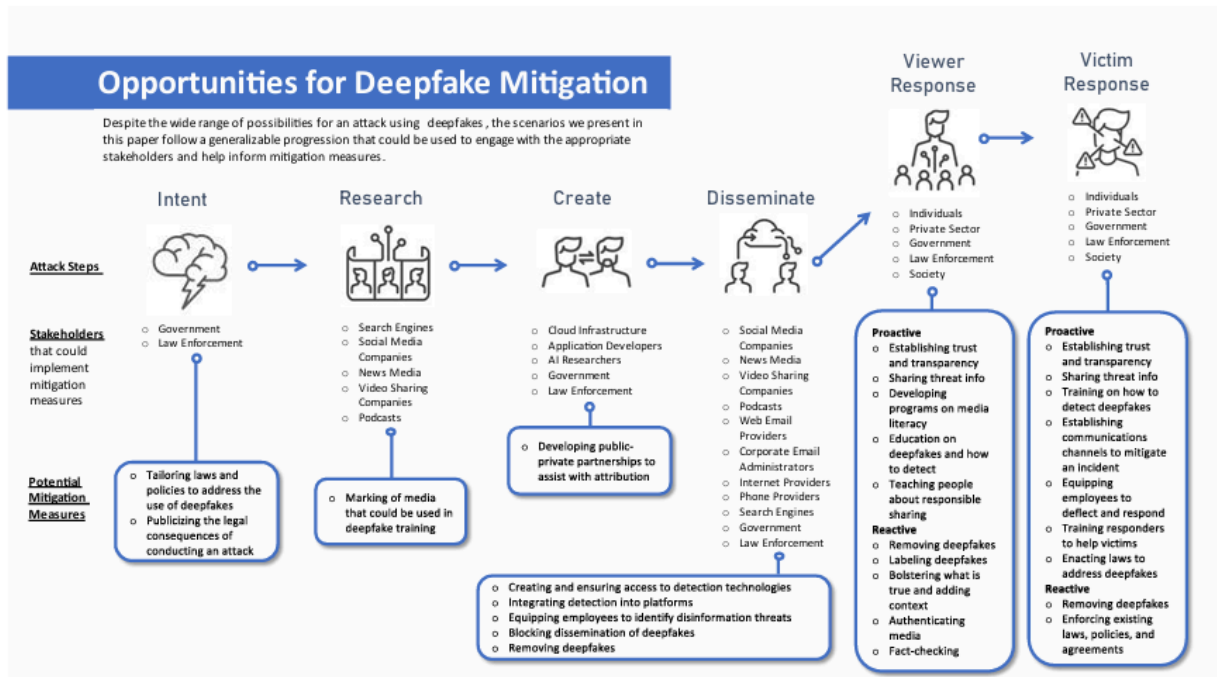 Opportunities for Deepfake Mitigation
Despite the wide range of possibilities for an attack using deepfakes, the scenarios we present in
this paper follow a generalizable progression that could be used to engage with the appropriate
stakeholders and help inform mitigation measures.
Attack Steps
Stakeholders
that could
implement
mitigation
measures
Potential
Mitigation
Measures
Intent
○ Government
○ Law Enforcement
○ Tailoring laws and
policies to address the
use of deepfakes
○ Publicizing the legal
consequences of
conducting an attack
Research
○ Search Engines
○ Social Media
Companies
○ News Media
○ Video Sharing
Companies
○ Podcasts
○ Marking of media
that could be used in
deepfake training
Create
○ Cloud Infrastructure
○ Application Developers
○ AI Researchers
○ Government
○ Law Enforcement
○ Developing public-
private partnerships to
assist with attribution
Disseminate
○ Social Media
Companies
○ News Media
○ Video Sharing
Companies
○ Podcasts
○ Web Email
Providers
○ Corporate Email
Administrators
○ Internet Providers
○ Phone Providers
○ Search Engines
○ Government
○ Law Enforcement
○ Creating and ensuring access to detection technologies
○ Integrating detection into platforms
○ Equipping employees to identify disinformation threats
○ Blocking dissemination of deepfakes
○ Removing deepfakes
Viewer
Response
○ Individuals
○ Private Sector
○ Government
○ Law Enforcement
○ Society
Proactive
○ Establishing trust
and transparency
○ Sharing threat info
○ Developing
programs on media
literacy
○ Education on
deepfakes and how
to detect
○ Teaching people
about responsible
sharing
Reactive
○ Removing deepfakes
○ Labeling deepfakes
○ Bolstering what is
true and adding
context
○ Authenticating
media
○ Fact-checking
Victim
Response
○ Individuals
○ Private Sector
○ Government
○ Law Enforcement
○ Society
Proactive
○ Establishing trust
and transparency
○ Sharing threat info
○ Training on how to
detect deepfakes
○ Establishing
communications
channels to mitigate
an incident
○ Equipping
employees to
deflect and respond
○ Training responders
to help victims
○ Enacting laws to
address deepfakes
Reactive
○ Removing deepfakes
○ Enforcing existing
laws, policies, and
agreements